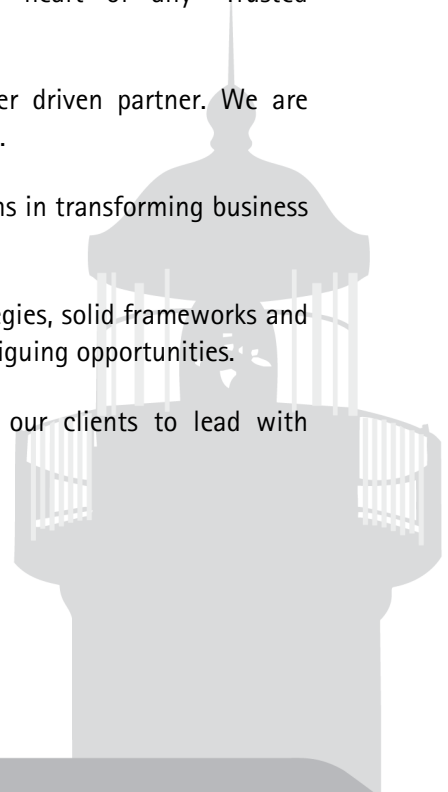 heart of any Trusted
er driven partner. We are
.
ns in transforming business
egies, solid frameworks and
iguing opportunities.
our clients to lead with